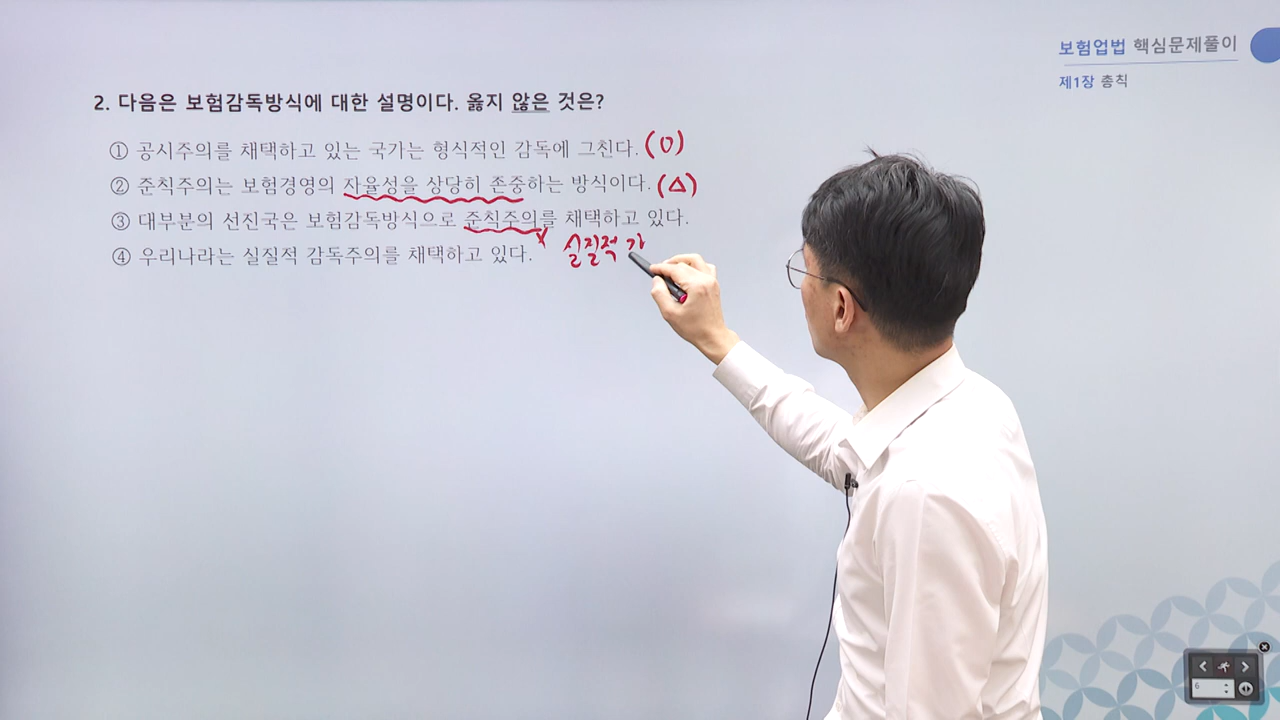 보험업법 핵심문제풀이
제1장 총칙
2. 다음은 보험감독방식에 대한 설명이다. 옳지 않은 것은?
① 공시주의를 채택하고 있는 국가는 형식적인 감독에 그친다. (O)
② 준칙주의는 보험경영의 자율성을 상당히 존중하는 방식이다. (△)
③ 대부분의 선진국은 보험감독방식으로 준칙주의를 채택하고 있다.
④ 우리나라는 실질적 감독주의를 채택하고 있다.
실질적 가
6